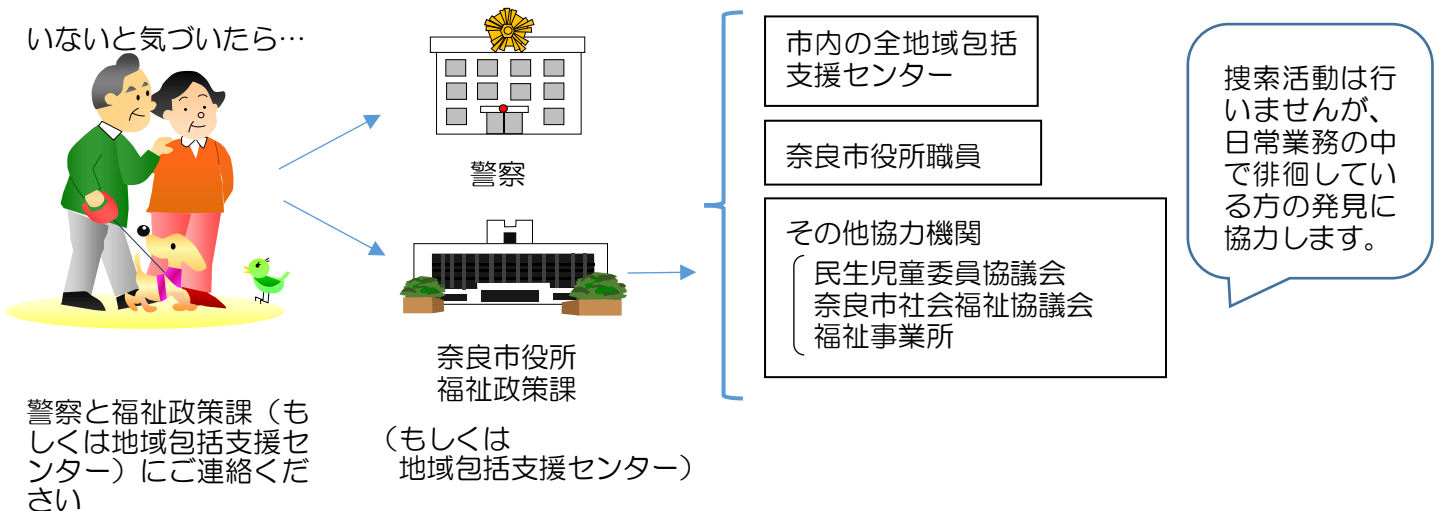 いないと気づいたら…
警察と福祉政策課（も
しくは地域包括支援セ
ンター）にご連絡くだ
さい
警察
奈良市役所
福祉政策課
（もしくは
地域包括支援センター）
市内の全地域包括
支援センター
奈良市役所職員
その他協力機関
民生児童委員協議会
奈良市社会福祉協議会
福祉事業所
捜索活動は行
いませんが、
日常業務の中
で徘徊してい
る方の発見に
協力します。